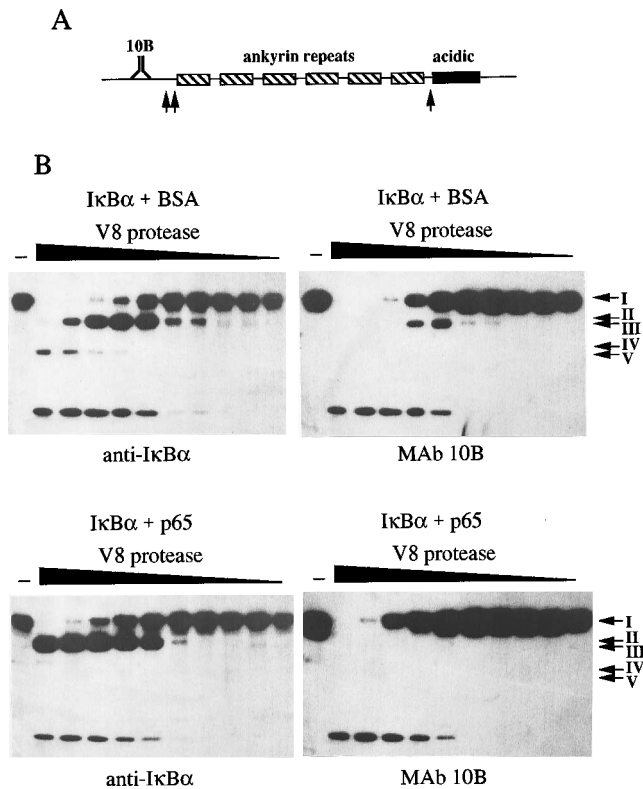 A
10B
ankyrin repeats
acidic
B
IκBα + BSA
V8 protease
–
anti-IκBα
IκBα + BSA
V8 protease
–
I
II
III
IV
V
MAb 10B
IκBα + p65
V8 protease
–
anti-IκBα
IκBα + p65
V8 protease
–
I
II
III
IV
V
MAb 10B